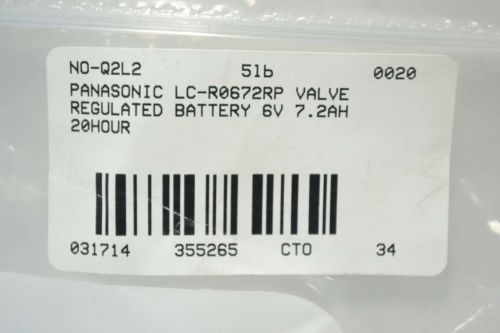 NO-Q2L2 51b 0020
PANASONIC LC-R0672RP VALVE
REGULATED BATTERY 6V 7.2AH
20HOUR
031714 355265 CTO 34